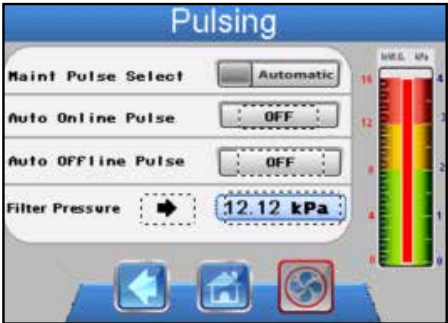 Pulsing
Maint Pulse Select Automatic
Auto Online Pulse OFF
Auto Offline Pulse OFF
Filter Pressure 12.12 kPa
InW.G. kPa
16 4
12 3
8 2
4 1
0 0